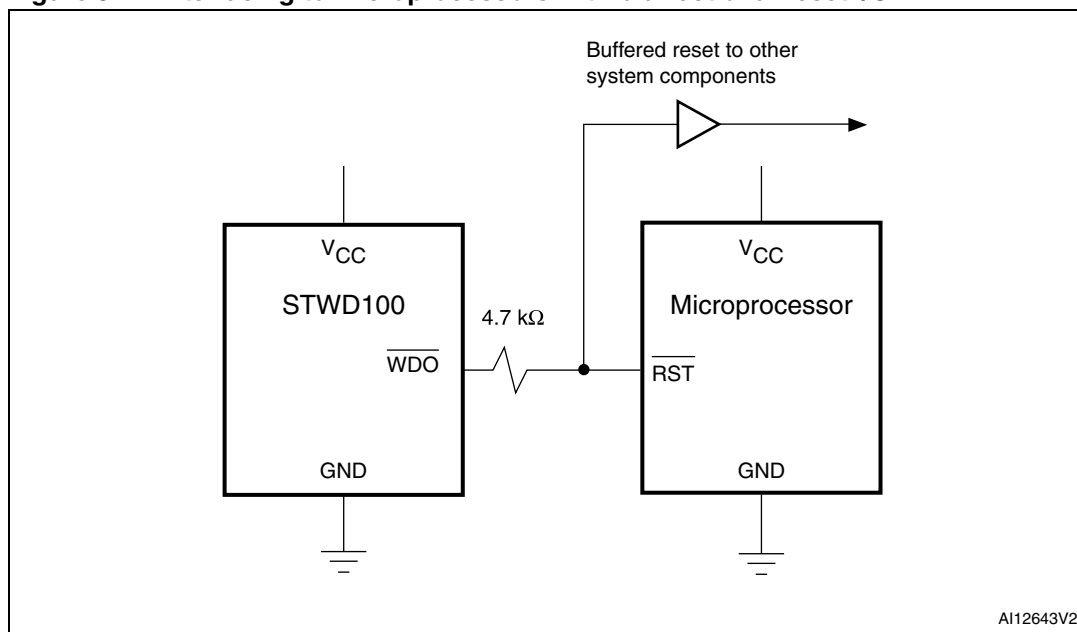 Buffered reset to other
system components
VCC
STWD100
WDO
GND
4.7 kΩ
VCC
Microprocessor
RST
GND
AI12643V2